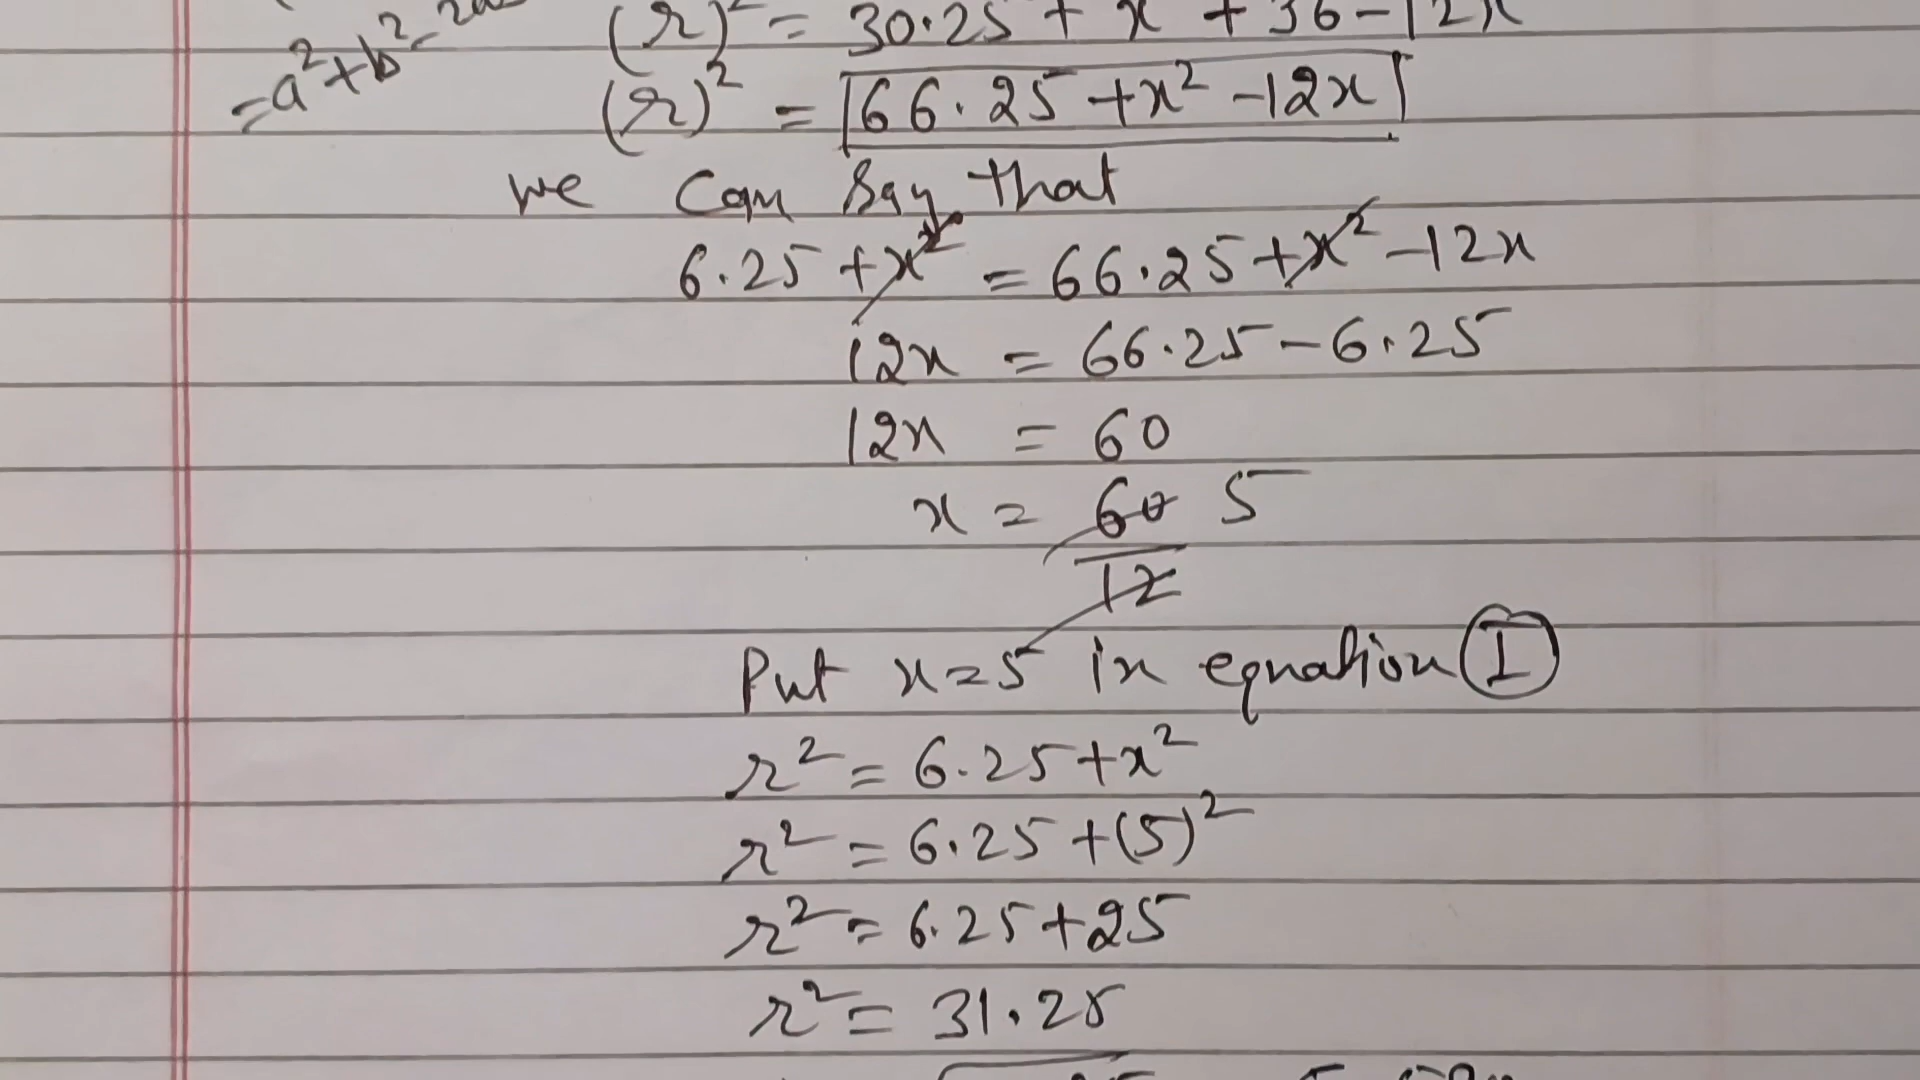 = a² + b² - 2a
(r)² = 30.25 + x + 36 - 12x
(r)² = 66.25 + x² - 12x
We Can Say that
6.25 + x² = 66.25 + x² - 12x
12x = 66.25 - 6.25
12x = 60
x = 60 5
12
Put x = 5 in equation I
r² = 6.25 + x²
r² = 6.25 + (5)²
r² = 6.25 + 25
r² = 31.25